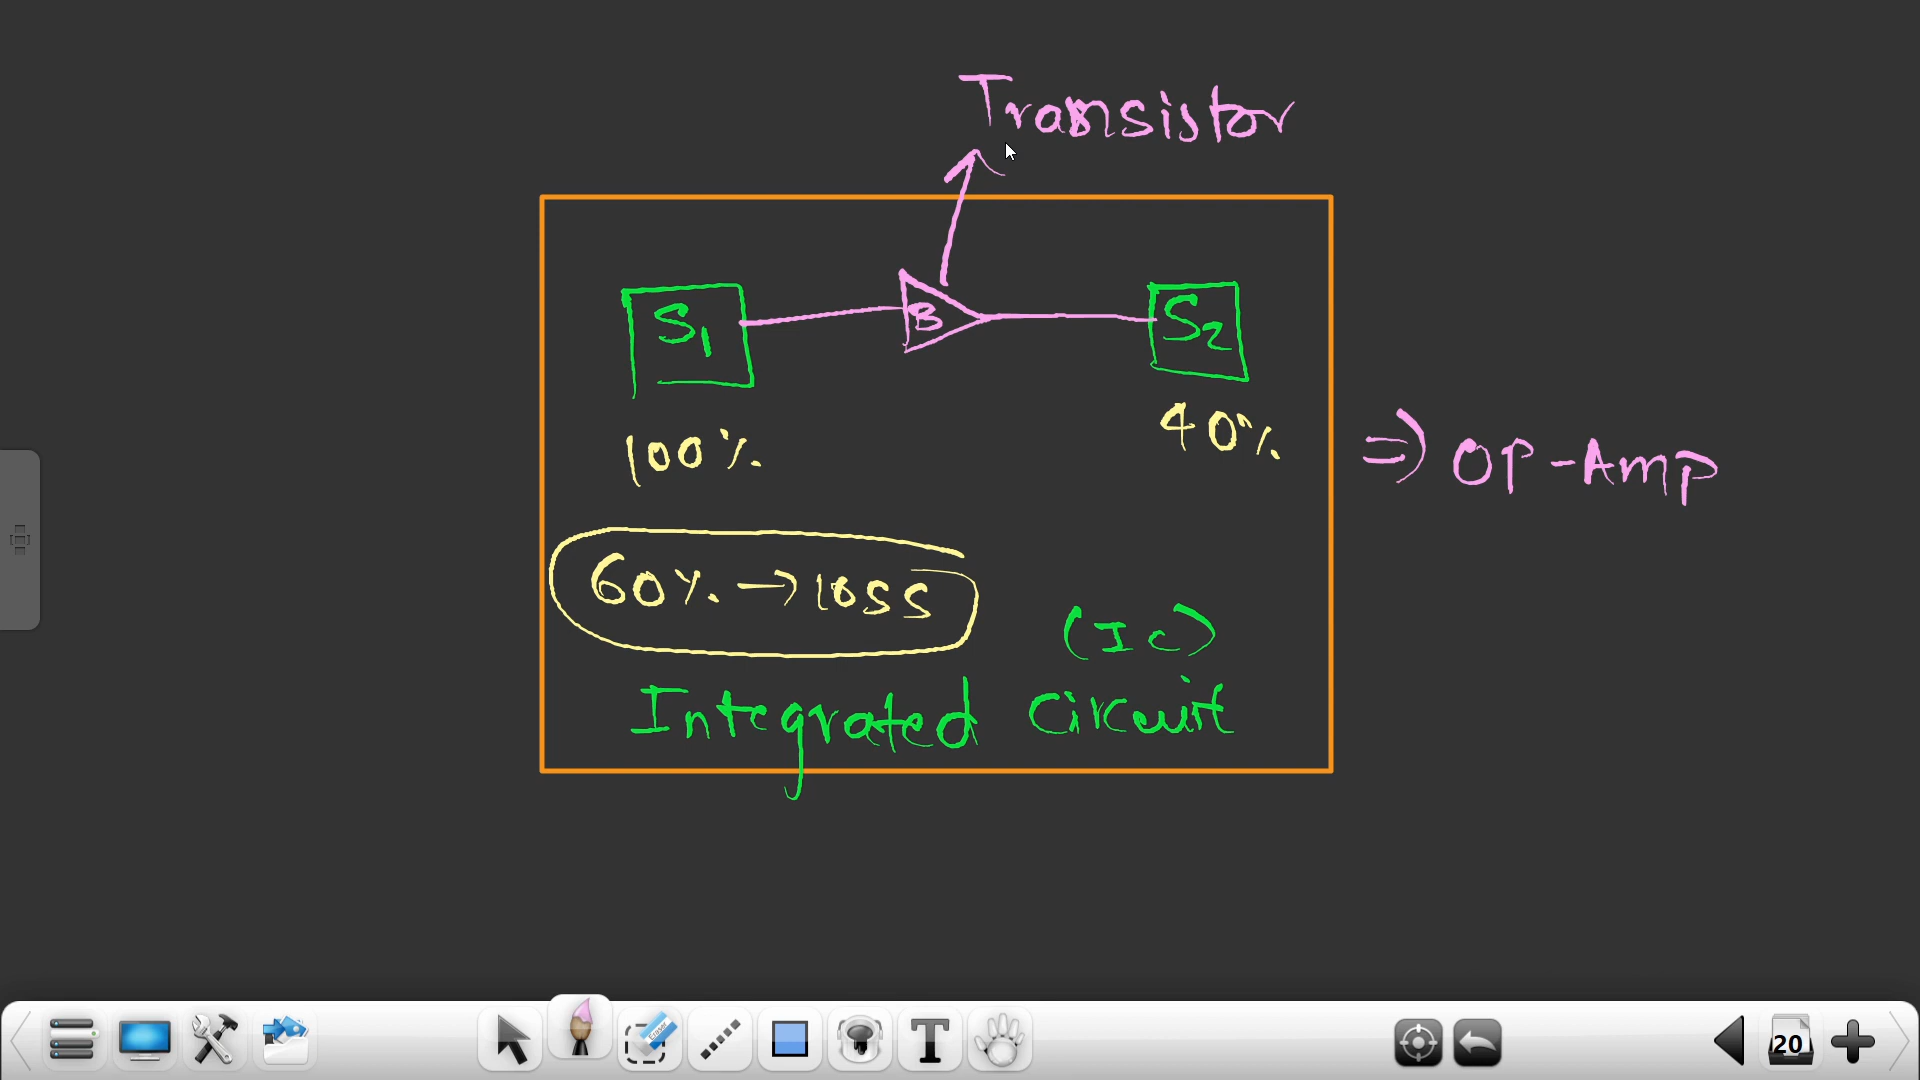 Transistor
S1 B S2
100% 40%
=> OP-Amp
60% → loss
(IC)
Integrated Circuit
20